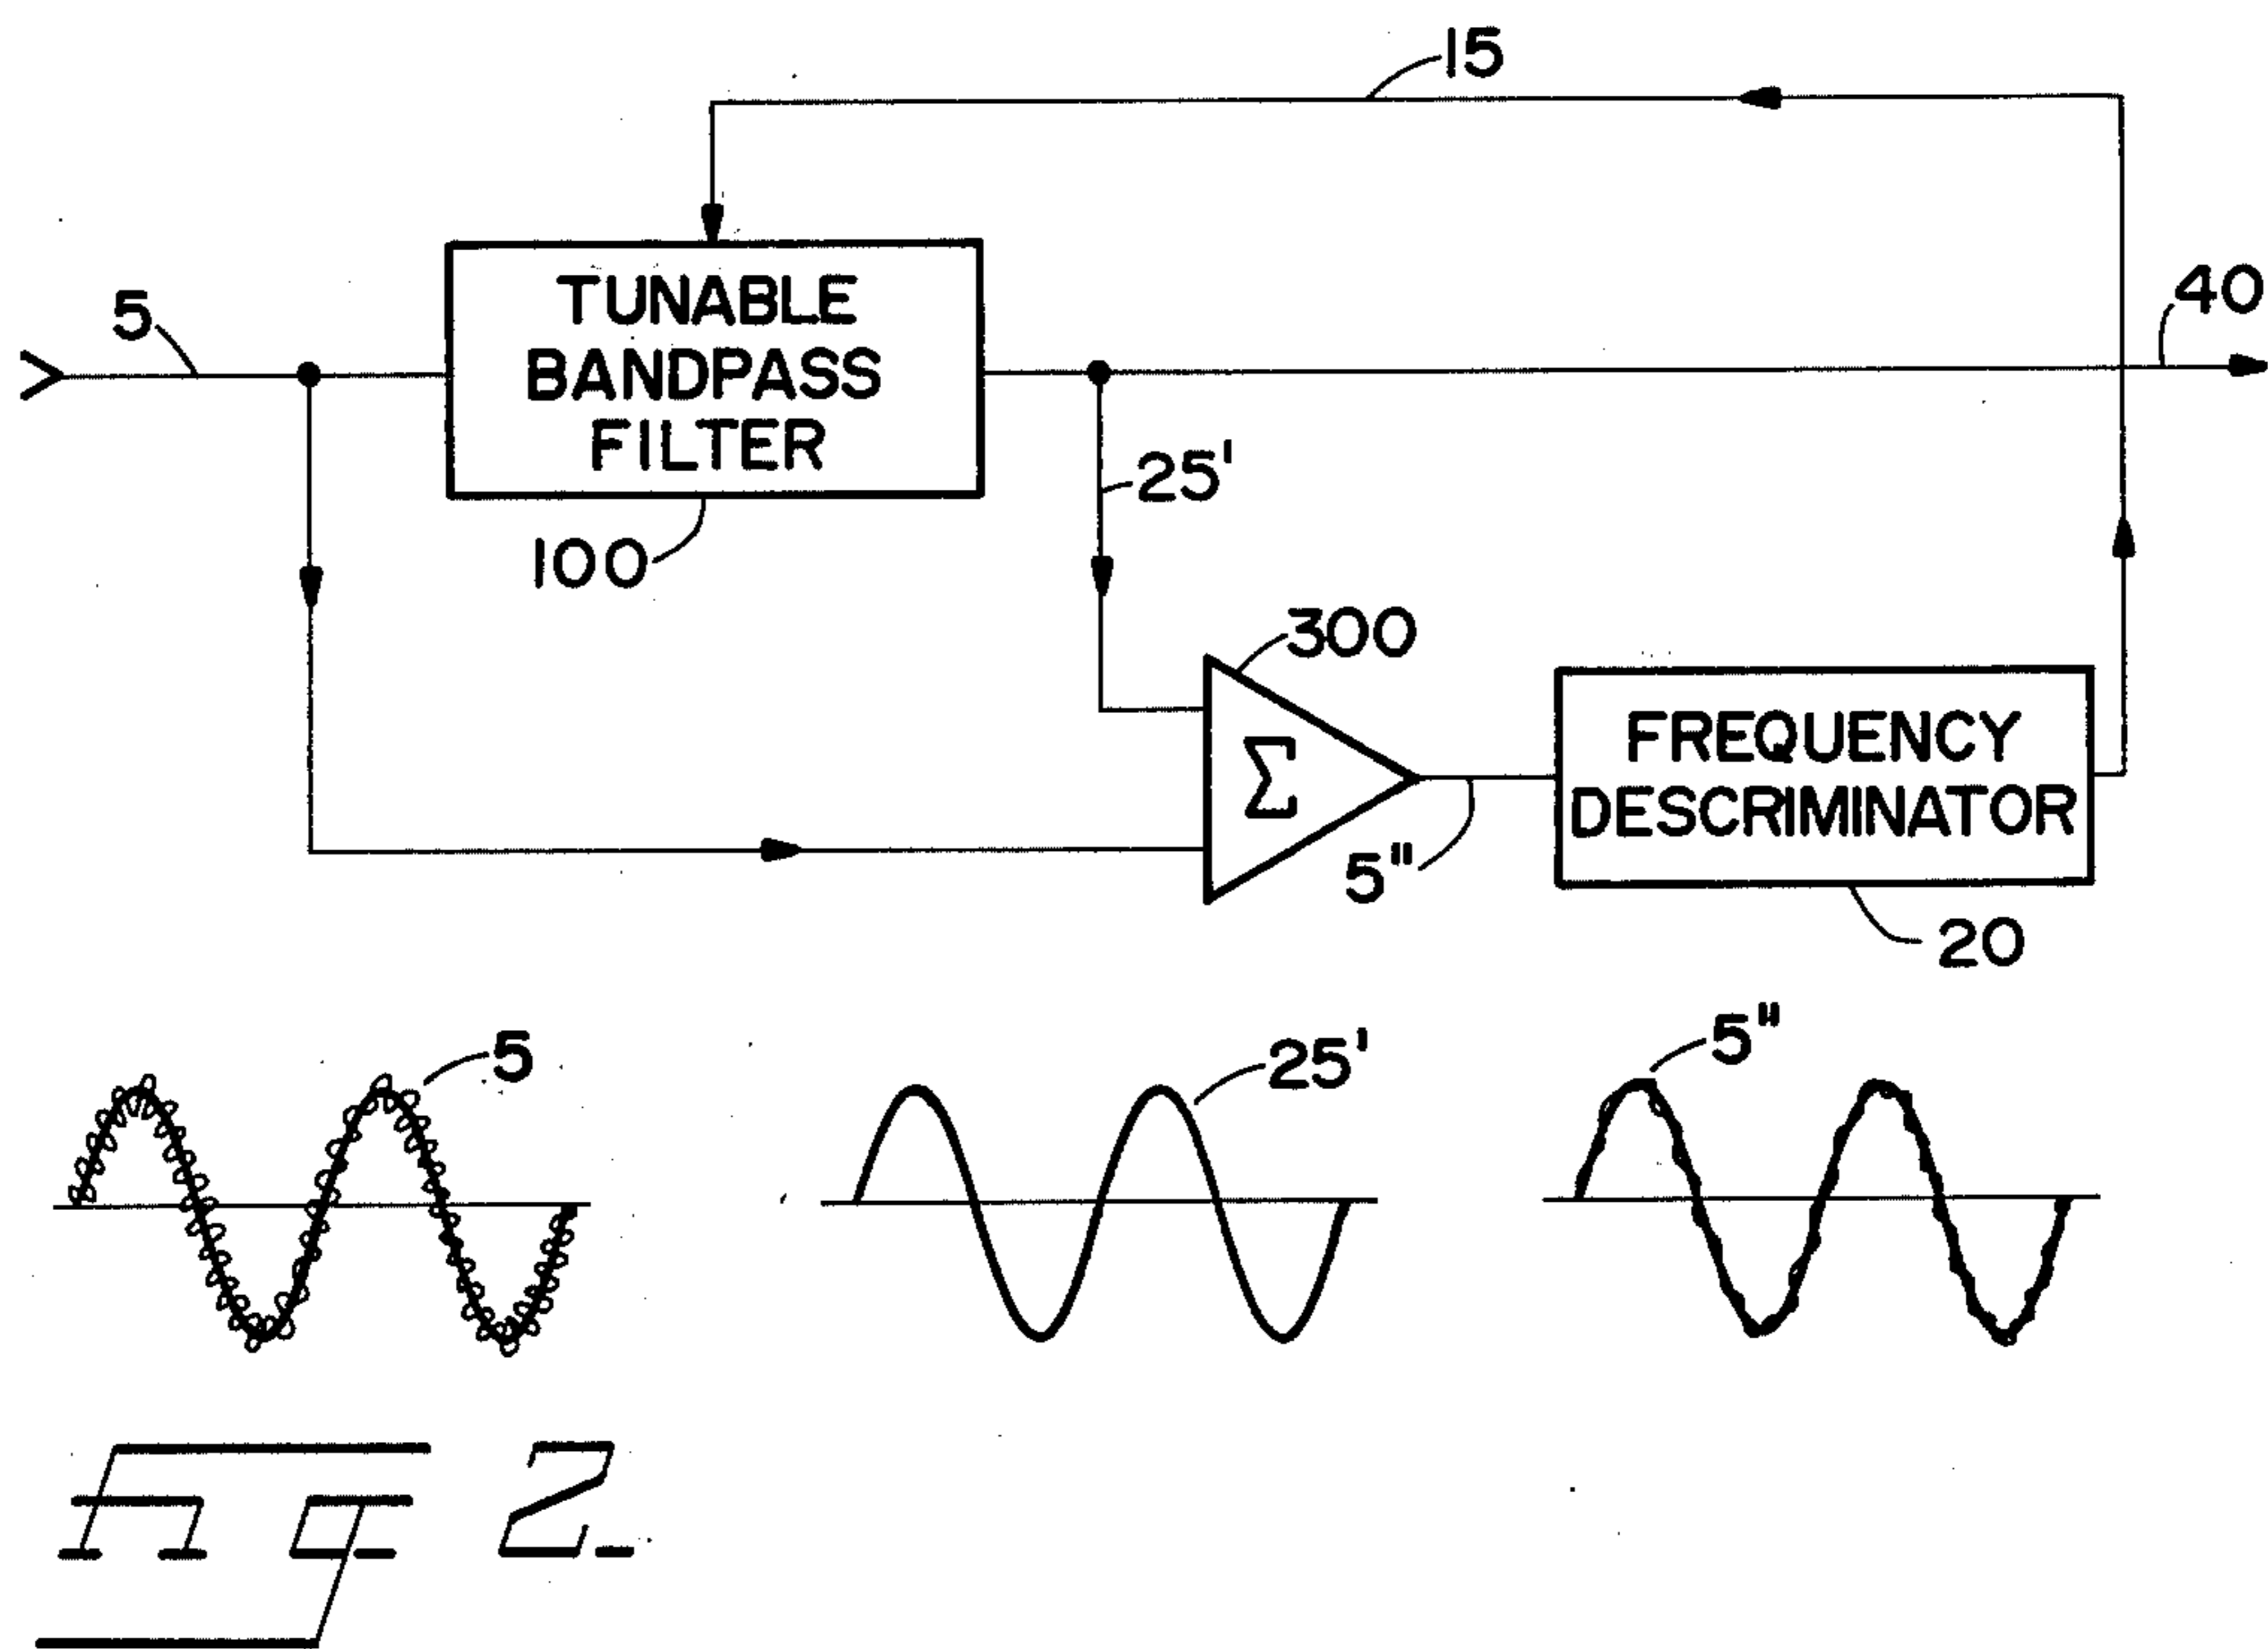 15
5
TUNABLE
BANDPASS
FILTER
40
25'
100
300
Σ
5"
FREQUENCY
DESCRIMINATOR
20
5
25'
5"
Fig 2.